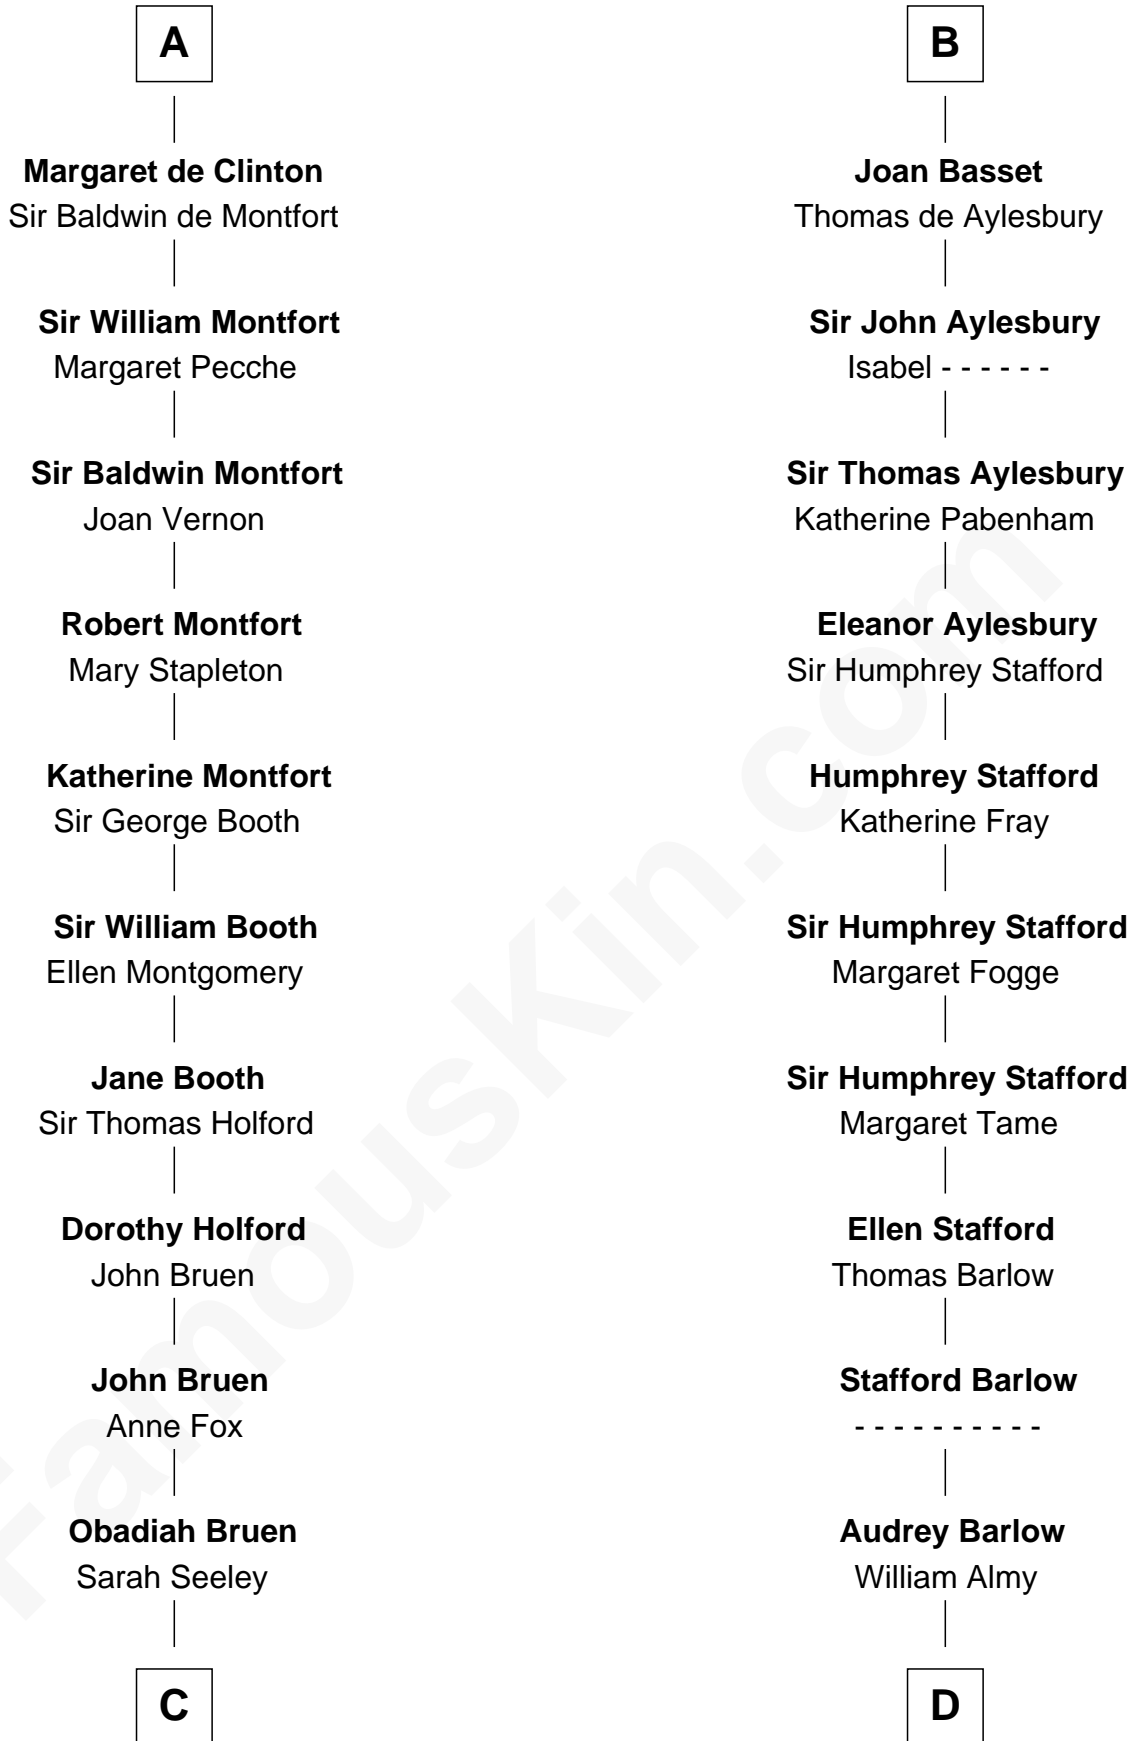 A
Margaret de Clinton
Sir Baldwin de Montfort
Sir William Montfort
Margaret Pecche
Sir Baldwin Montfort
Joan Vernon
Robert Montfort
Mary Stapleton
Katherine Montfort
Sir George Booth
Sir William Booth
Ellen Montgomery
Jane Booth
Sir Thomas Holford
Dorothy Holford
John Bruen
John Bruen
Anne Fox
Obadiah Bruen
Sarah Seeley
C
B
Joan Basset
Thomas de Aylesbury
Sir John Aylesbury
Isabel - - - - - -
Sir Thomas Aylesbury
Katherine Pabenham
Eleanor Aylesbury
Sir Humphrey Stafford
Humphrey Stafford
Katherine Fray
Sir Humphrey Stafford
Margaret Fogge
Sir Humphrey Stafford
Margaret Tame
Ellen Stafford
Thomas Barlow
Stafford Barlow
- - - - - - - - - -
Audrey Barlow
William Almy
D
FamousKin.com